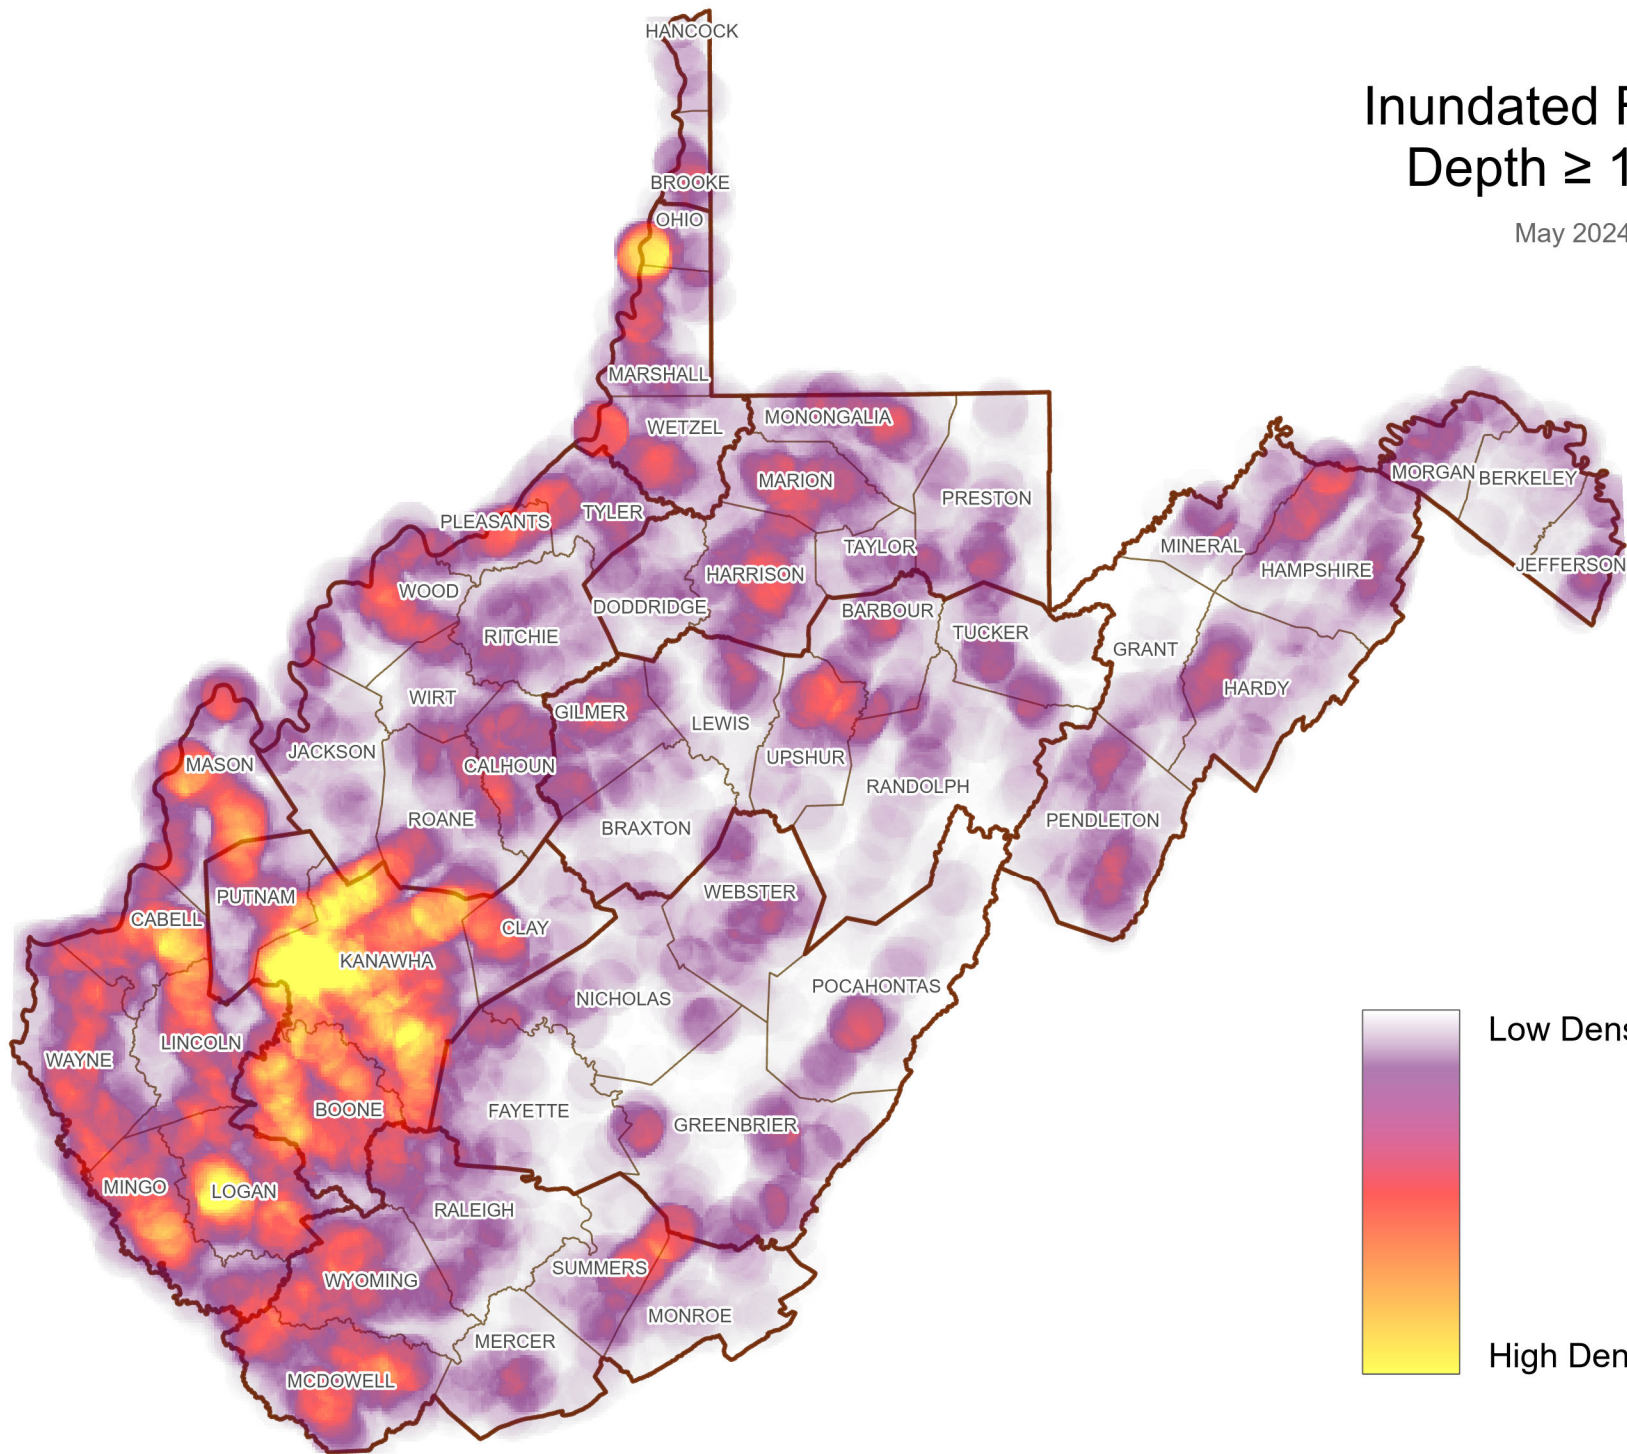 HANCOCK
Inundated
Depth ≥ 1
BROOKE
OHIO
May 2024
MARSHALL
WETZEL
MONONGALIA
MARION
MORGAN
BERKELEY
PRESTON
TYLER
PLEASANTS
MINERAL
TAYLOR
JEFFERSON
HAMPSHIRE
HARRISON
WOOD
DODDRIDGE
BARBOUR
RITCHIE
TUCKER
GRANT
HARDY
WIRT
GILMER
LEWIS
JACKSON
UPSHUR
MASON
CALHOUN
RANDOLPH
ROANE
BRAXTON
PENDLETON
WEBSTER
PUTNAM
CABELL
CLAY
KANAWHA
POCAHONTAS
NICHOLAS
Low Dens
LINCOLN
WAYNE
BOONE
FAYETTE
GREENBRIER
MINGO
LOGAN
RALEIGH
SUMMERS
WYOMING
MONROE
MERCER
High Den
MCDOWELL